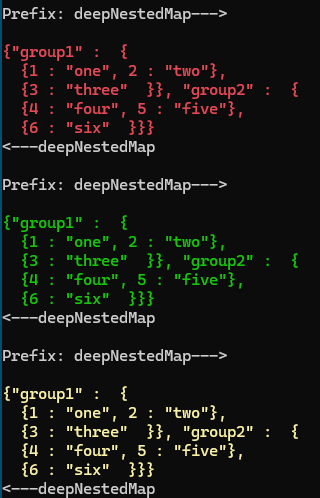 Prefix: deepNestedMap--->
{"group1" :  {
  {1 : "one", 2 : "two"},
  {3 : "three"  }}, "group2" :  {
  {4 : "four", 5 : "five"},
  {6 : "six"  }}}
<---deepNestedMap
Prefix: deepNestedMap--->
{"group1" :  {
  {1 : "one", 2 : "two"},
  {3 : "three"  }}, "group2" :  {
  {4 : "four", 5 : "five"},
  {6 : "six"  }}}
<---deepNestedMap
Prefix: deepNestedMap--->
{"group1" :  {
  {1 : "one", 2 : "two"},
  {3 : "three"  }}, "group2" :  {
  {4 : "four", 5 : "five"},
  {6 : "six"  }}}
<---deepNestedMap